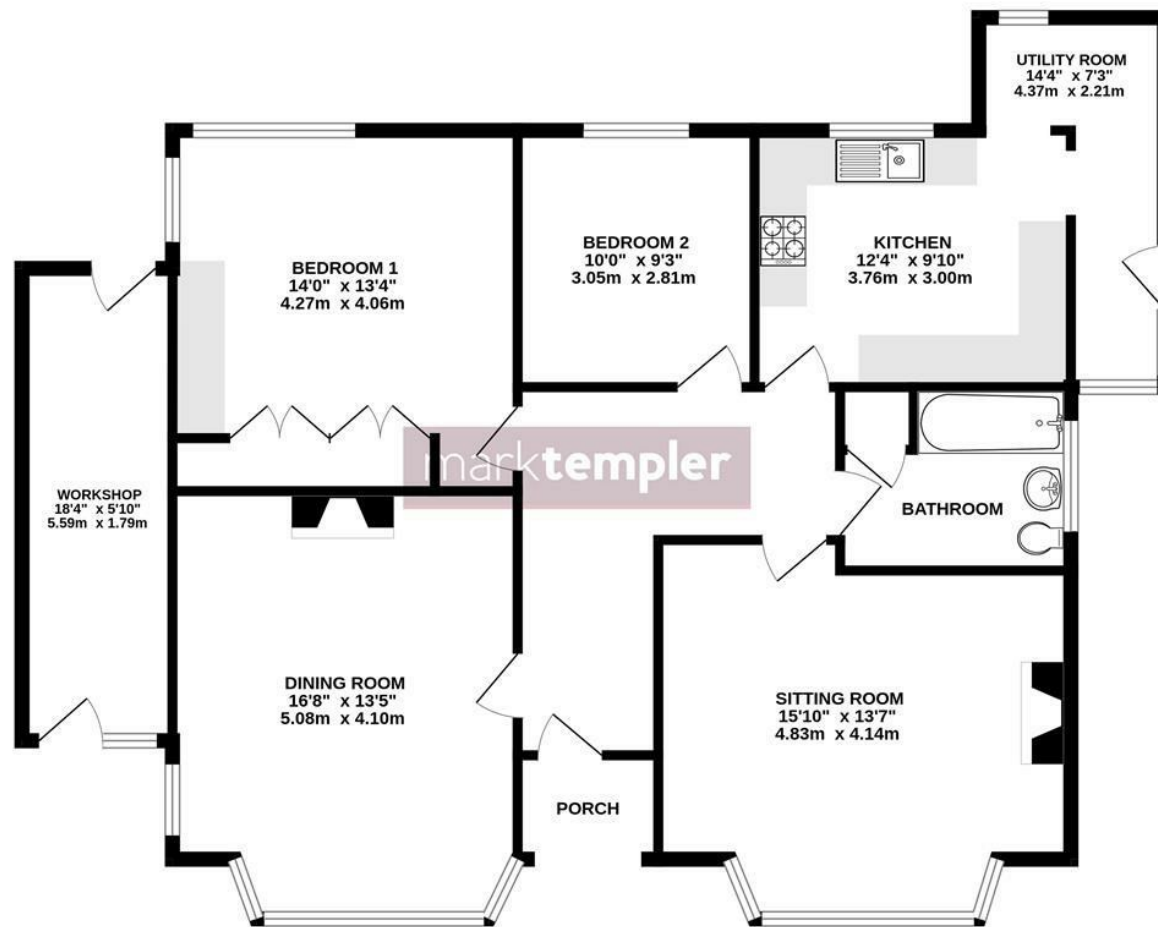 UTILITY ROOM
14'4" x 7'3"
4.37m x 2.21m
BEDROOM 1
14'0" x 13'4"
4.27m x 4.06m
BEDROOM 2
10'0" x 9'3"
3.05m x 2.81m
KITCHEN
12'4" x 9'10"
3.76m x 3.00m
marktempler
WORKSHOP
18'4" x 5'10"
5.59m x 1.79m
BATHROOM
DINING ROOM
16'8" x 13'5"
5.08m x 4.10m
SITTING ROOM
15'10" x 13'7"
4.83m x 4.14m
PORCH